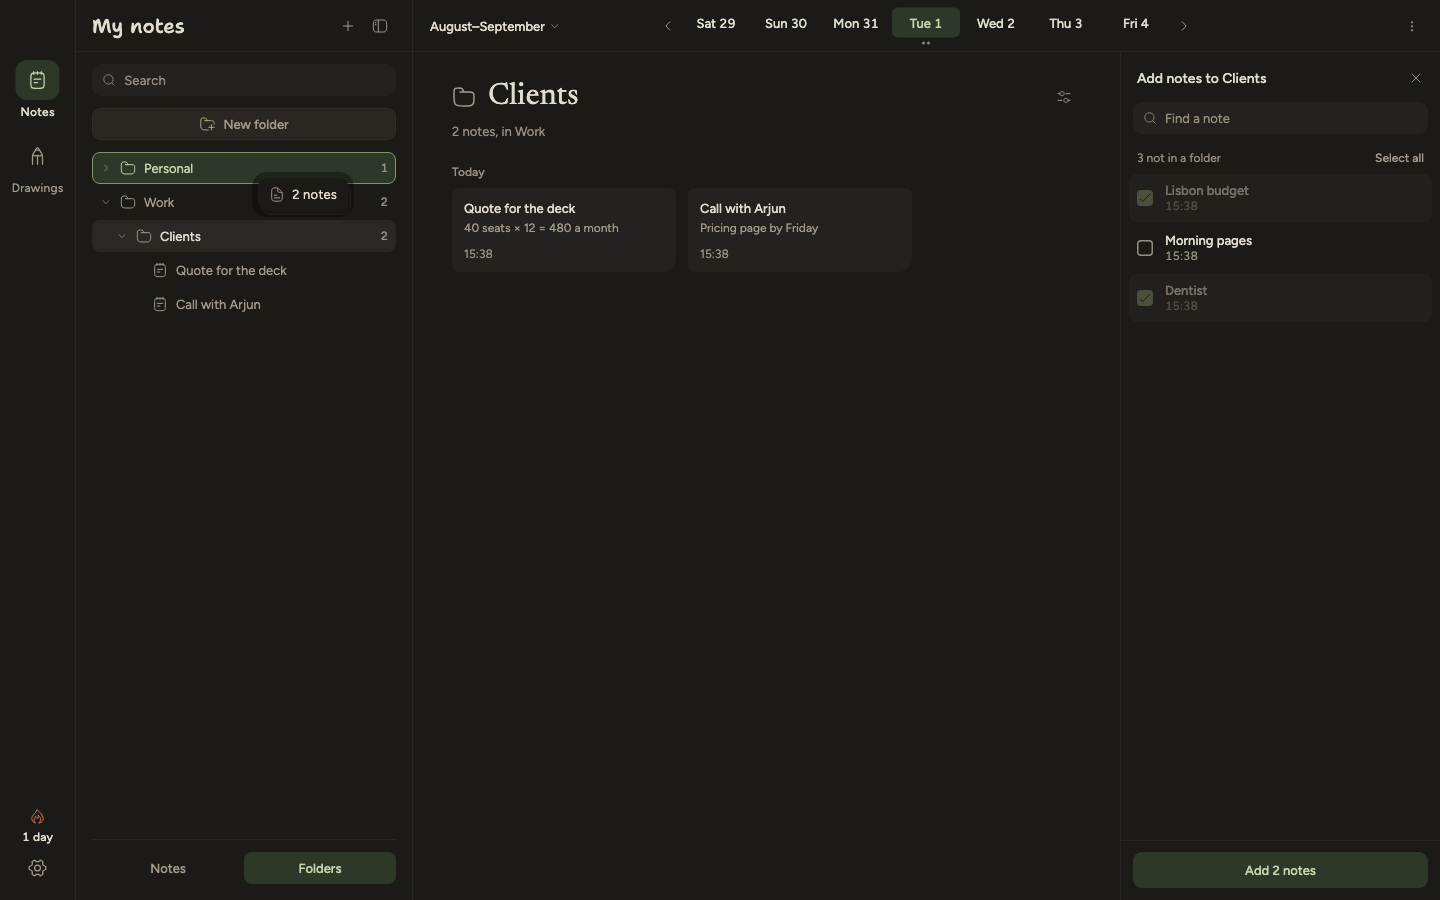 My notes
August–September
Sat 29
Sun 30
Mon 31
Tue 1
Wed 2
Thu 3
Fri 4
Notes
Drawings
Search
New folder
Personal 1
2 notes
Work 2
Clients 2
Quote for the deck
Call with Arjun
Clients
2 notes, in Work
Today
Quote for the deck
40 seats × 12 = 480 a month
15:38
Call with Arjun
Pricing page by Friday
15:38
Add notes to Clients
Find a note
3 not in a folder Select all
Lisbon budget
15:38
Morning pages
15:38
Dentist
15:38
1 day
Notes
Folders
Add 2 notes